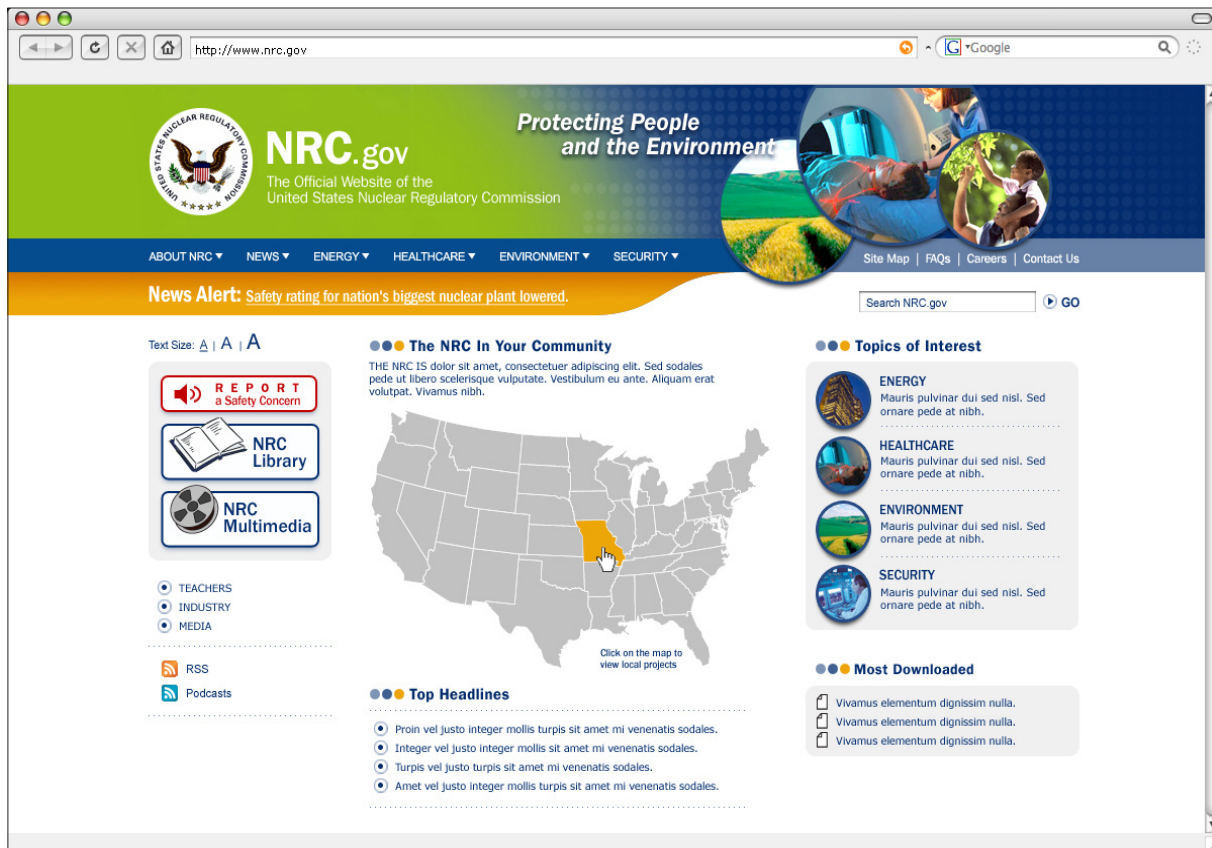 http://www.nrc.gov
Google
UNITED STATES NUCLEAR REGULATORY COMMISSION
NRC.gov
The Official Website of the
United States Nuclear Regulatory Commission
Protecting People
and the Environment
ABOUT NRC NEWS ENERGY HEALTHCARE ENVIRONMENT SECURITY
Site Map | FAQs | Careers | Contact Us
News Alert: Safety rating for nation's biggest nuclear plant lowered.
Search NRC.gov GO
Text Size: A | A | A
REPORT
a Safety Concern
NRC
Library
NRC
Multimedia
TEACHERS
INDUSTRY
MEDIA
RSS
Podcasts
The NRC In Your Community
THE NRC IS dolor sit amet, consectetuer adipiscing elit. Sed sodales
pede ut libero scelerisque vulputate. Vestibulum eu ante. Aliquam erat
volutpat. Vivamus nibh.
Click on the map to
view local projects
Top Headlines
Proin vel justo integer mollis turpis sit amet mi venenatis sodales.
Integer vel justo integer mollis sit amet mi venenatis sodales.
Turpis vel justo turpis sit amet mi venenatis sodales.
Amet vel justo integer mollis turpis sit amet mi venenatis sodales.
Topics of Interest
ENERGY
Mauris pulvinar dui sed nisl. Sed
ornare pede at nibh.
HEALTHCARE
Mauris pulvinar dui sed nisl. Sed
ornare pede at nibh.
ENVIRONMENT
Mauris pulvinar dui sed nisl. Sed
ornare pede at nibh.
SECURITY
Mauris pulvinar dui sed nisl. Sed
ornare pede at nibh.
Most Downloaded
Vivamus elementum dignissim nulla.
Vivamus elementum dignissim nulla.
Vivamus elementum dignissim nulla.